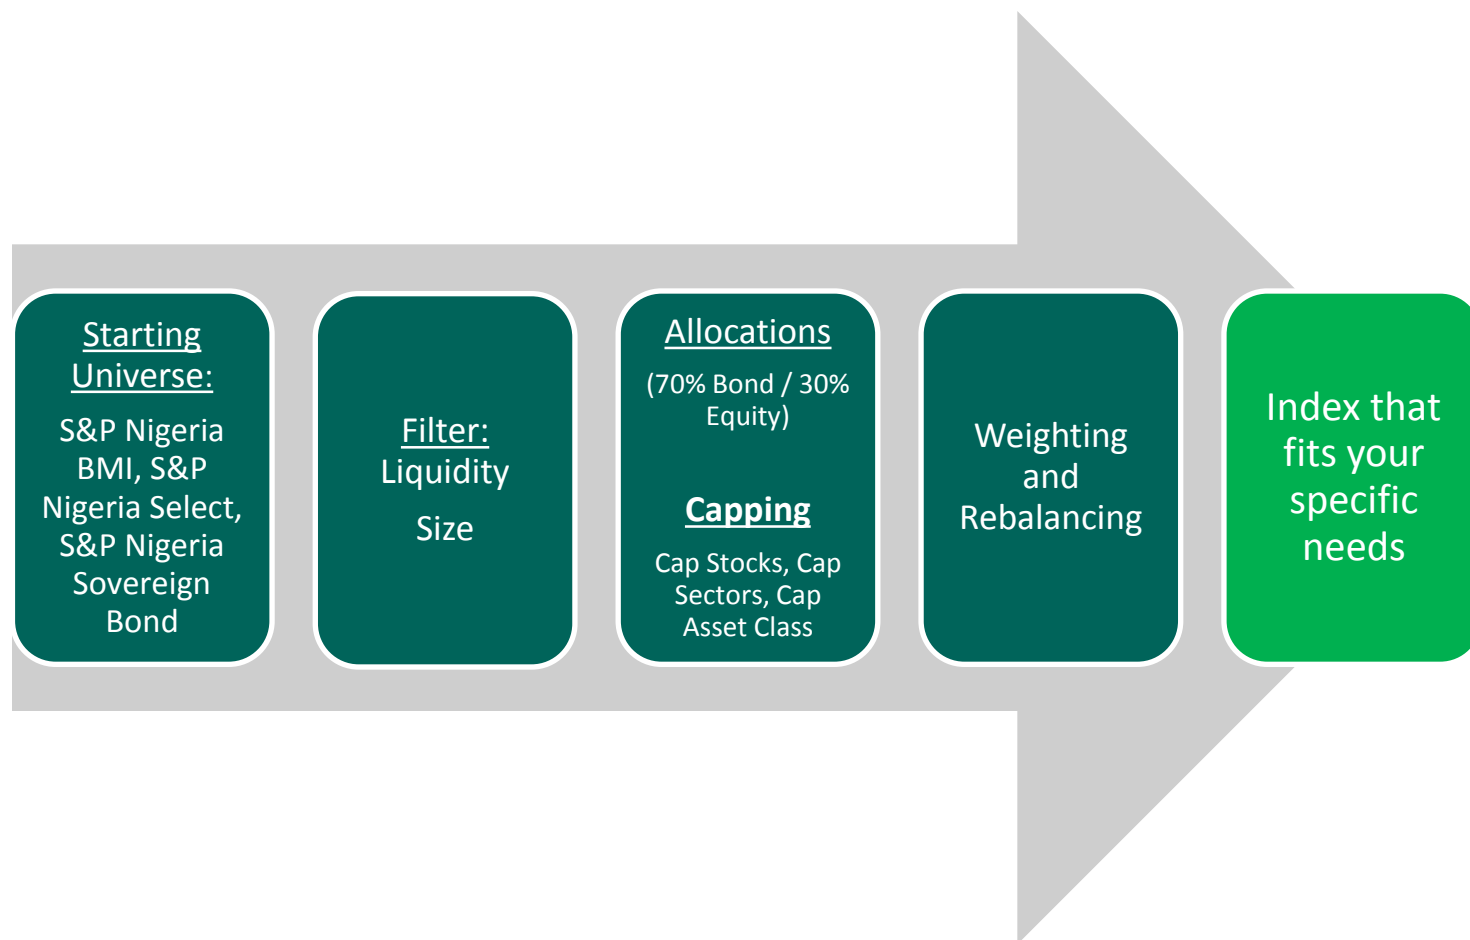 Starting
Universe:
S&P Nigeria
BMI, S&P
Nigeria Select,
S&P Nigeria
Sovereign
Bond
Filter:
Liquidity
Size
Allocations
(70% Bond / 30%
Equity)
Capping
Cap Stocks, Cap
Sectors, Cap
Asset Class
Weighting
and
Rebalancing
Index that
fits your
specific
needs